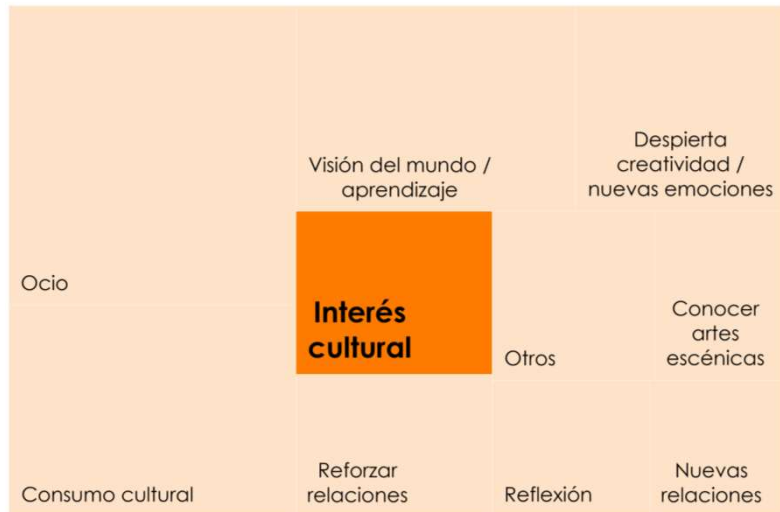 Visión del mundo /
aprendizaje
Despierta
creatividad /
nuevas emociones
Ocio
Interés
cultural
Otros
Conocer
artes
escénicas
Consumo cultural
Reforzar
relaciones
Reflexión
Nuevas
relaciones